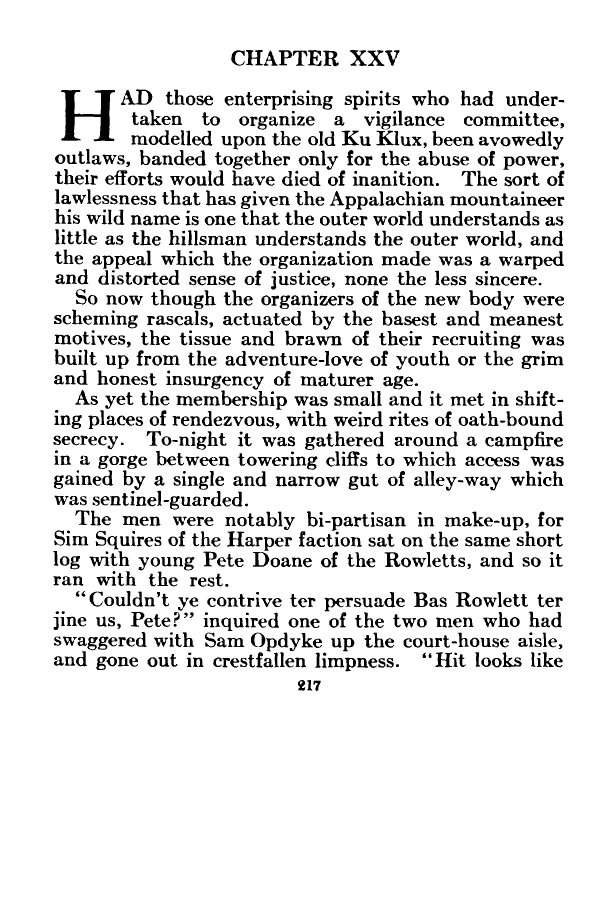 CHAPTER XXV
HAD those enterprising spirits who had under-
taken to organize a vigilance committee,
modelled upon the old Ku Klux, been avowedly
outlaws, banded together only for the abuse of power,
their efforts would have died of inanition. The sort of
lawlessness that has given the Appalachian mountaineer
his wild name is one that the outer world understands as
little as the hillsman understands the outer world, and
the appeal which the organization made was a warped
and distorted sense of justice, none the less sincere.
So now though the organizers of the new body were
scheming rascals, actuated by the basest and meanest
motives, the tissue and brawn of their recruiting was
built up from the adventure-love of youth or the grim
and honest insurgency of maturer age.
As yet the membership was small and it met in shift-
ing places of rendezvous, with weird rites of oath-bound
secrecy. To-night it was gathered around a campfire
in a gorge between towering cliffs to which access was
gained by a single and narrow gut of alley-way which
was sentinel-guarded.
The men were notably bi-partisan in make-up, for
Sim Squires of the Harper faction sat on the same short
log with young Pete Doane of the Rowletts, and so it
ran with the rest.
"Couldn't ye contrive ter persuade Bas Rowlett ter
jine us, Pete?" inquired one of the two men who had
swaggered with Sam Opdyke up the court-house aisle,
and gone out in crestfallen limpness. "Hit looks like
217